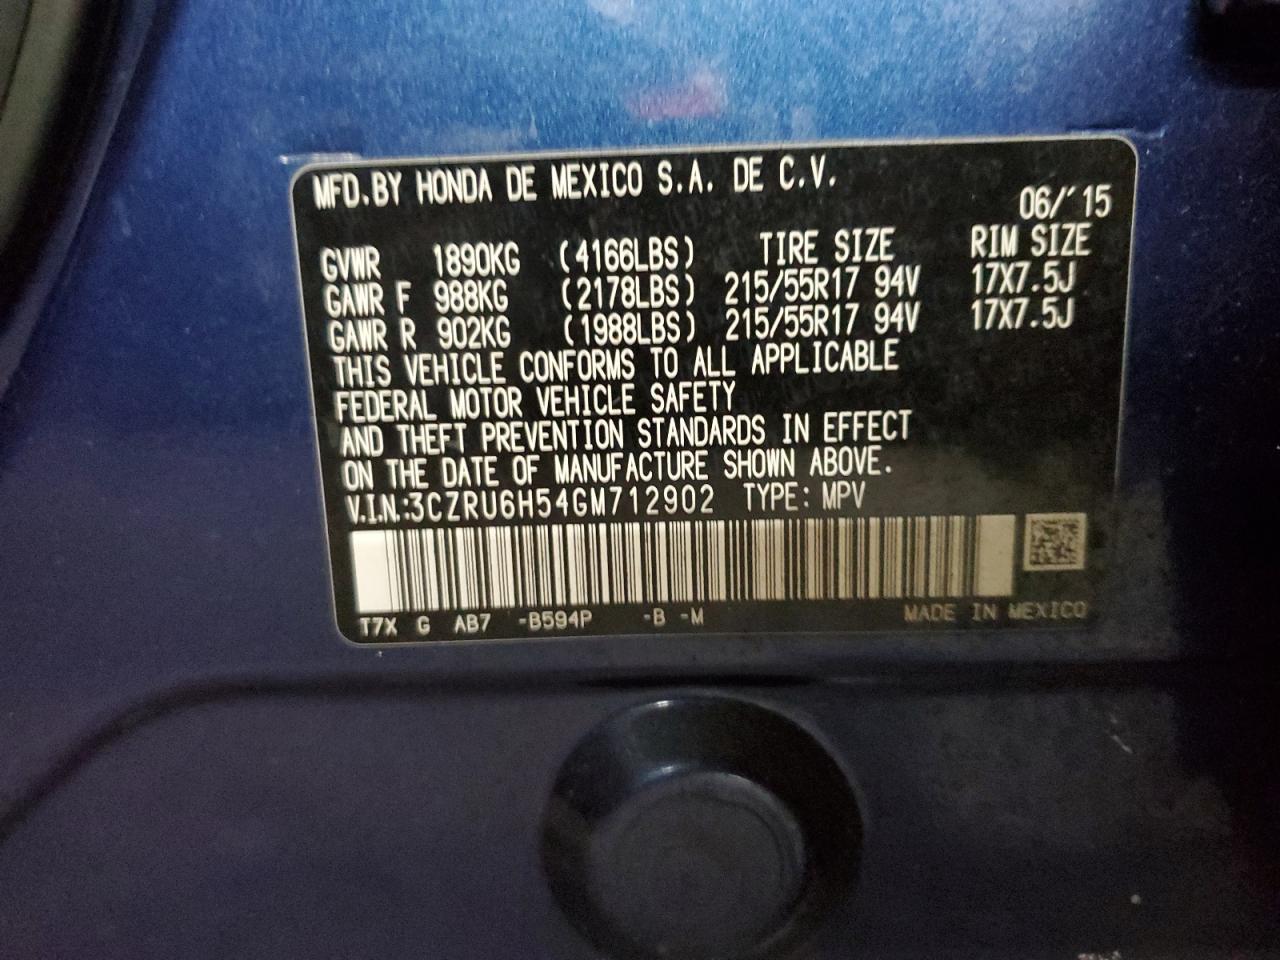 MFD.BY HONDA DE MEXICO S.A. DE C.V.
06/'15
GVWR 1890KG (4166LBS) TIRE SIZE RIM SIZE
GAWR F 988KG (2178LBS) 215/55R17 94V 17X7.5J
GAWR R 902KG (1988LBS) 215/55R17 94V 17X7.5J
THIS VEHICLE CONFORMS TO ALL APPLICABLE
FEDERAL MOTOR VEHICLE SAFETY
AND THEFT PREVENTION STANDARDS IN EFFECT
ON THE DATE OF MANUFACTURE SHOWN ABOVE.
V.I.N.:3CZRU6H54GM712902 TYPE: MPV
T7X G AB7 -B594P -B -M MADE IN MEXICO